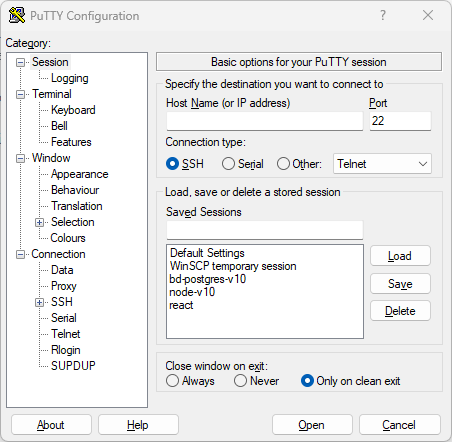 PuTTY Configuration
?
Category:
Session
Logging
Terminal
Keyboard
Bell
Features
Window
Appearance
Behaviour
Translation
Selection
Colours
Connection
Data
Proxy
SSH
Serial
Telnet
Rlogin
SUPDUP
Basic options for your PuTTY session
Specify the destination you want to connect to
Host Name (or IP address) Port
22
Connection type:
SSH Serial Other: Telnet
Load, save or delete a stored session
Saved Sessions
Default Settings
WinSCP temporary session
bd-postgres-v10
node-v10
react
Load
Save
Delete
Close window on exit:
Always Never Only on clean exit
About Help Open Cancel